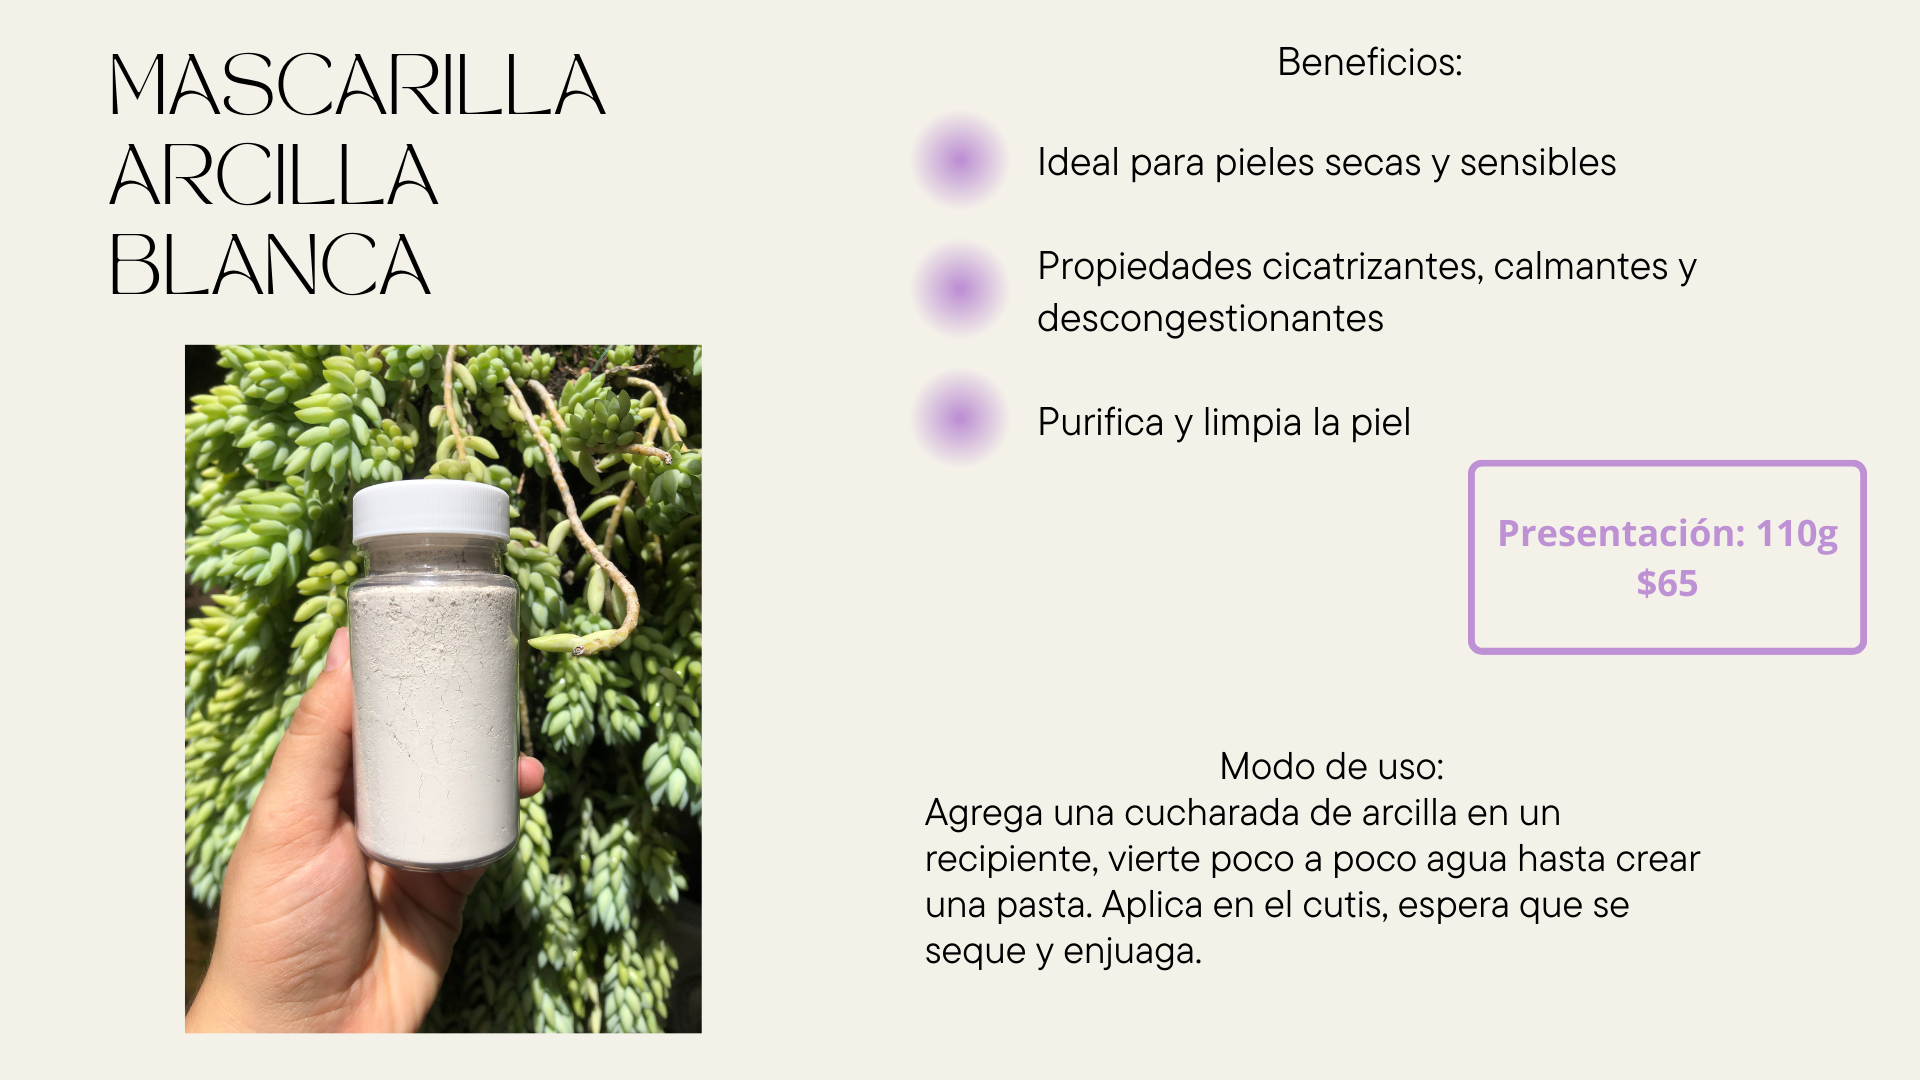 MASCARILLA
ARCILLA
BLANCA
Beneficios:
Ideal para pieles secas y sensibles
Propiedades cicatrizantes, calmantes y
descongestionantes
Purifica y limpia la piel
Presentación: 110g
$65
Modo de uso:
Agrega una cucharada de arcilla en un
recipiente, vierte poco a poco agua hasta crear
una pasta. Aplica en el cutis, espera que se
seque y enjuaga.